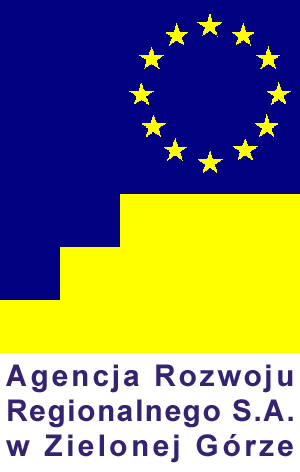 Agencja Rozwoju
Regionalnego S.A.
w Zielonej Górze